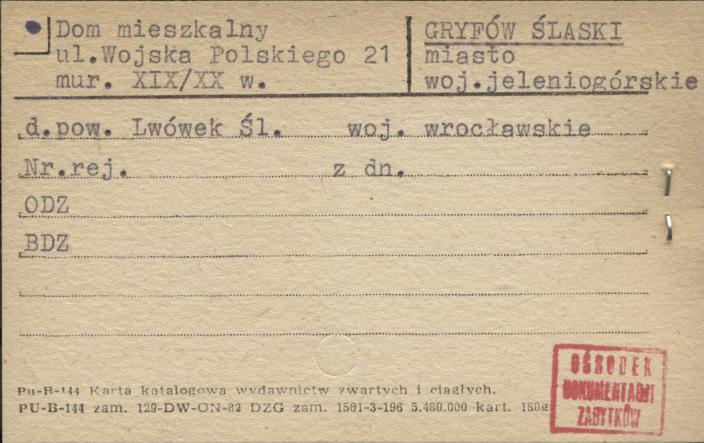 Dom mieszkalny
ul.Wojska Polskiego 21
mur. XIX/XX w.
GRYFÓW ŚLASKI
miasto
woj.jeleniogórskie
d.pow. Lwówek Śl. woj. wrocławskie
Nr.rej. z dn.
ODZ
BDZ
Pu-B-144 Karta katalogowa wydawnictw zwartych i ciągłych.
PU-B-144 zam. 129-DW-ON-82 DZG zam. 1501-3-196 5.480.000 kart. 180g
OŚRODEK
DOKUMENTACJI
ZABYTKÓW